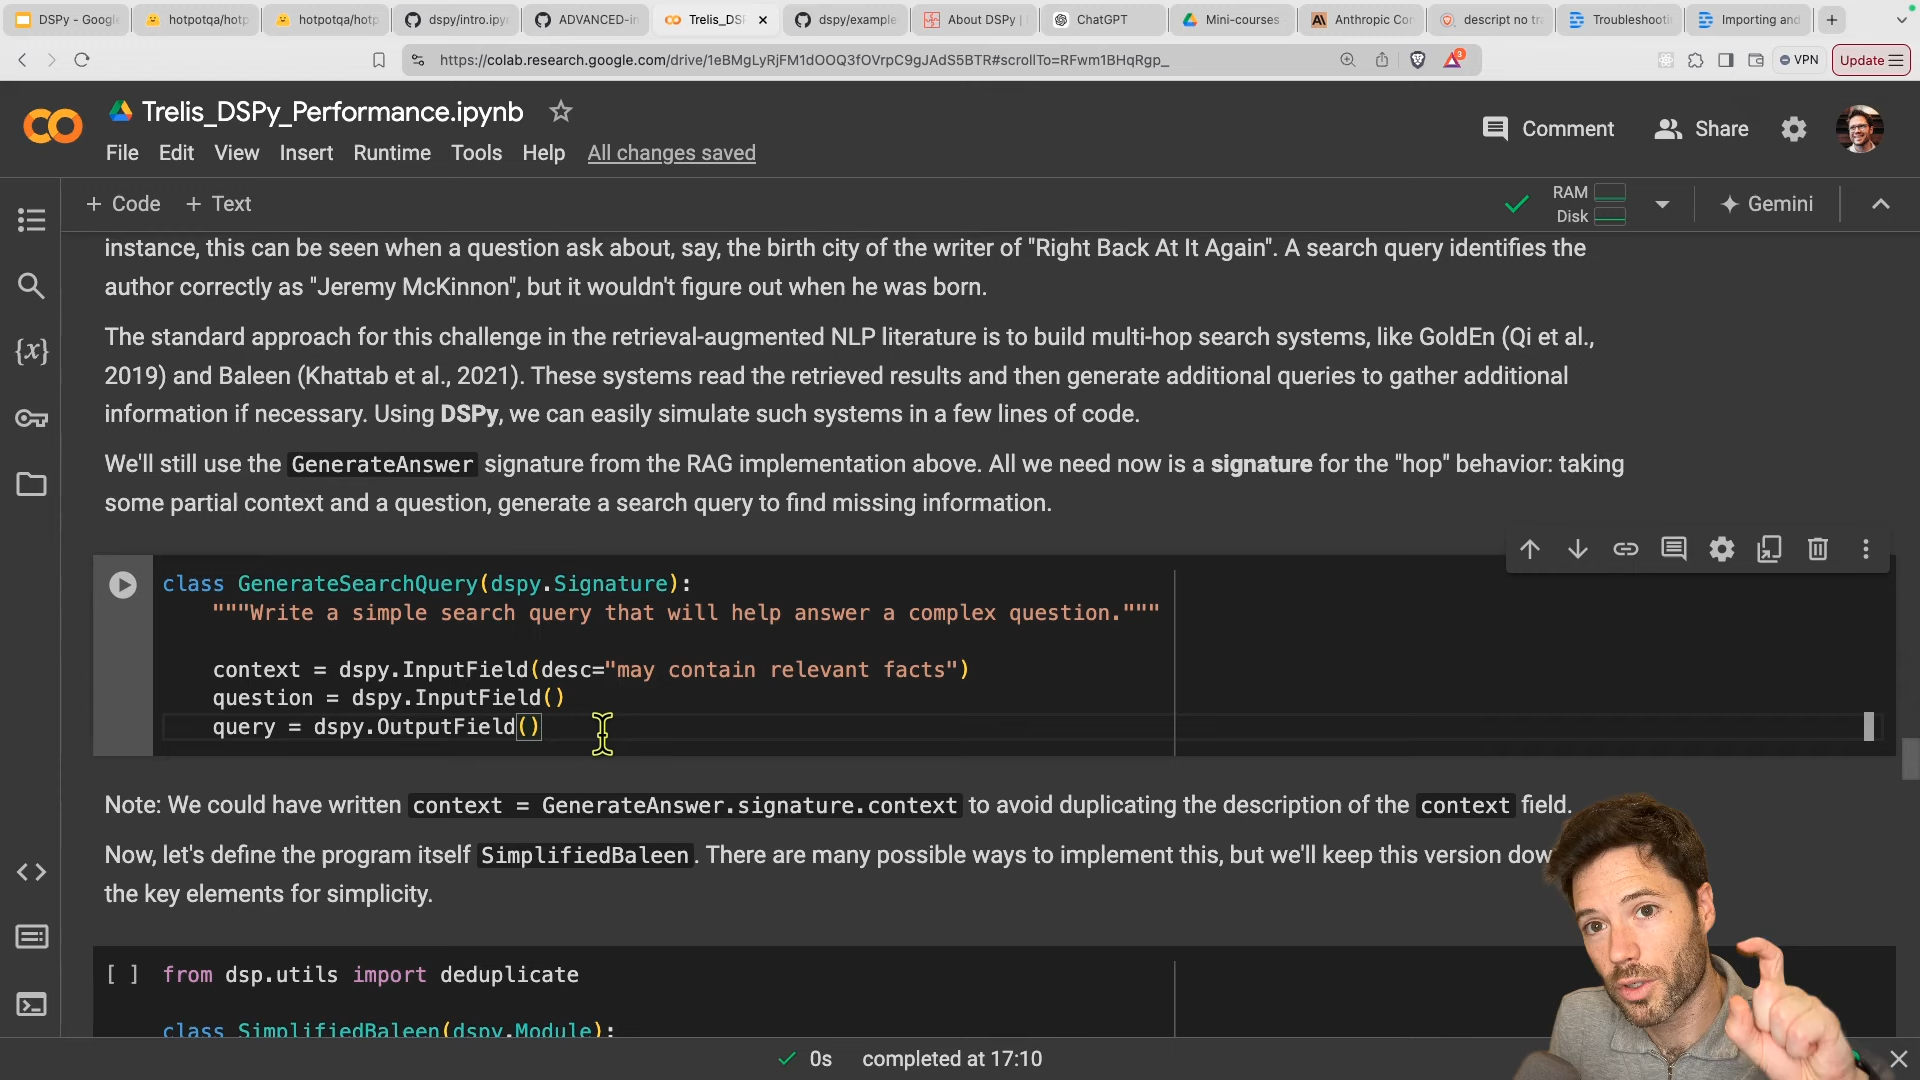 DSPy - Google
hotpotqa/hotp
hotpotqa/hotp
dspy/intro.ipyn
ADVANCED-in
Trelis_DSP
dspy/example
About DSPy |
ChatGPT
Mini-courses
Anthropic Con
descript no tra
Troubleshooti
Importing and
https://colab.research.google.com/drive/1eBMgLyRjFM1dOOQ3fOVrpC9gJAdS5BTR#scrollTo=RFwm1BHqRgp_
3
VPN
Update
Trelis_DSPy_Performance.ipynb
Comment
Share
File Edit View Insert Runtime Tools Help All changes saved
+ Code + Text
RAM
Disk
Gemini
instance, this can be seen when a question ask about, say, the birth city of the writer of "Right Back At It Again". A search query identifies the
author correctly as "Jeremy McKinnon", but it wouldn't figure out when he was born.
The standard approach for this challenge in the retrieval-augmented NLP literature is to build multi-hop search systems, like GoldEn (Qi et al.,
2019) and Baleen (Khattab et al., 2021). These systems read the retrieved results and then generate additional queries to gather additional
information if necessary. Using DSPy, we can easily simulate such systems in a few lines of code.
We'll still use the GenerateAnswer signature from the RAG implementation above. All we need now is a signature for the "hop" behavior: taking
some partial context and a question, generate a search query to find missing information.
class GenerateSearchQuery(dspy.Signature):
"""Write a simple search query that will help answer a complex question."""
context = dspy.InputField(desc="may contain relevant facts")
question = dspy.InputField()
query = dspy.OutputField()
Note: We could have written context = GenerateAnswer.signature.context to avoid duplicating the description of the context field.
Now, let's define the program itself SimplifiedBaleen. There are many possible ways to implement this, but we'll keep this version dow
the key elements for simplicity.
[ ] from dsp.utils import deduplicate
class SimplifiedBaleen(dspy.Module):
0s completed at 17:10